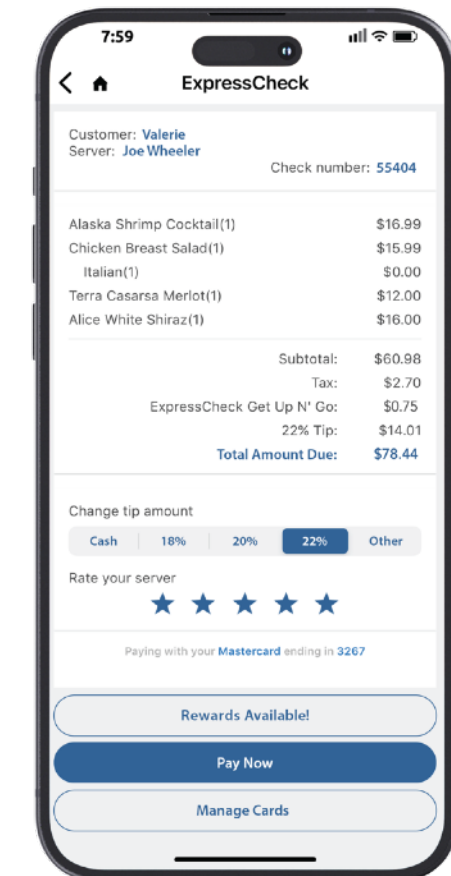 7:59
ExpressCheck
Customer: Valerie
Server: Joe Wheeler
Check number: 55404
Alaska Shrimp Cocktail(1) $16.99
Chicken Breast Salad(1) $15.99
Italian(1) $0.00
Terra Casarsa Merlot(1) $12.00
Alice White Shiraz(1) $16.00
Subtotal: $60.98
Tax: $2.70
ExpressCheck Get Up N' Go: $0.75
22% Tip: $14.01
Total Amount Due: $78.44
Change tip amount
Cash 18% 20% 22% Other
Rate your server
Paying with your Mastercard ending in 3267
Rewards Available!
Pay Now
Manage Cards